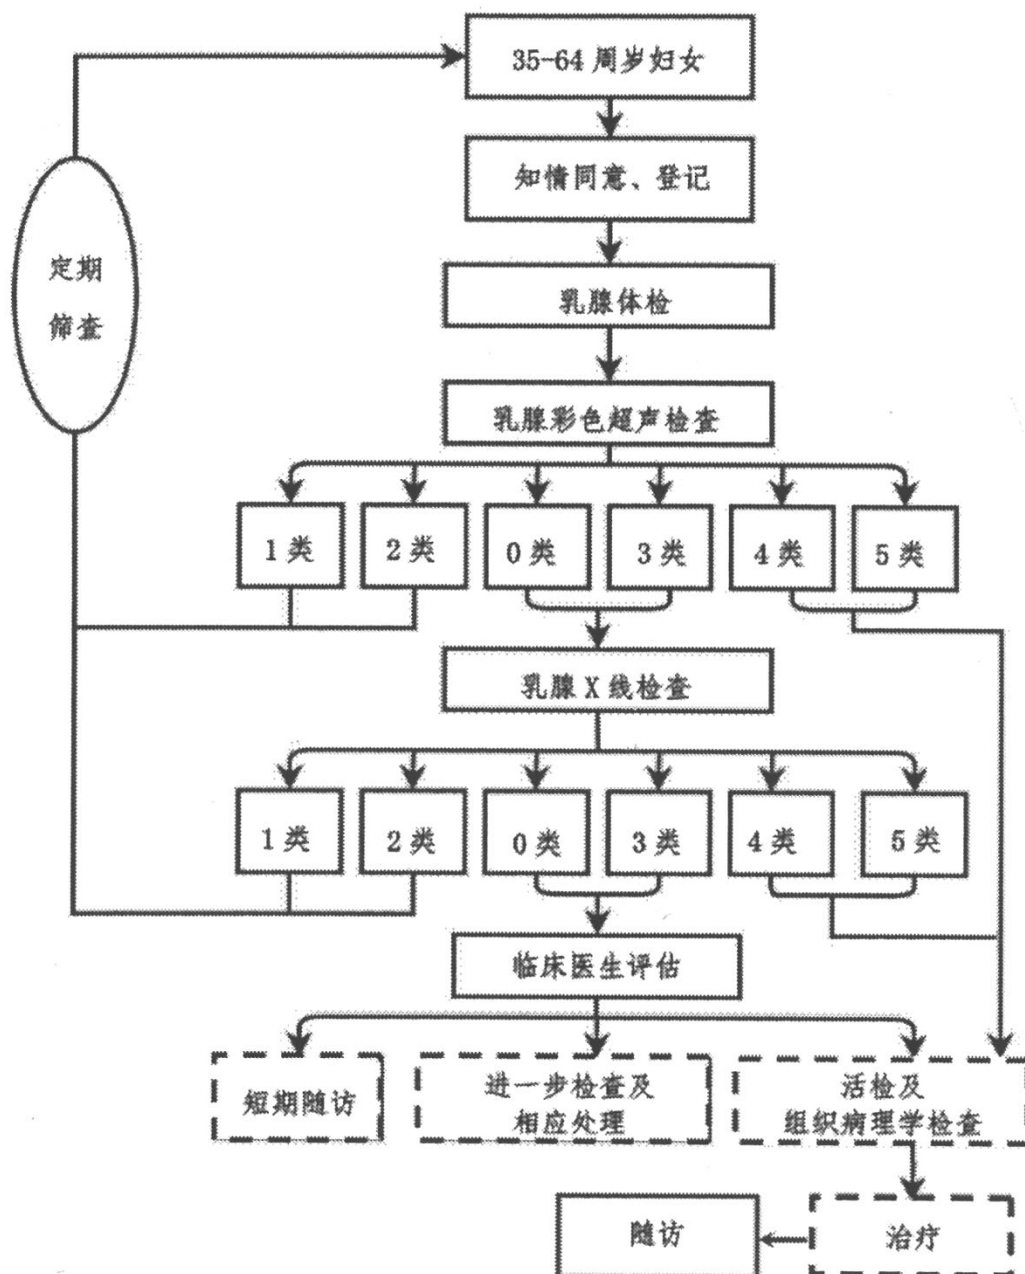 35-64 周岁妇女
知情同意、登记
定期
筛查
乳腺体检
乳腺彩色超声检查
1 类
2 类
0 类
3 类
4 类
5 类
乳腺 X 线检查
1 类
2 类
0 类
3 类
4 类
5 类
临床医生评估
短期随访
进一步检查及
相应处理
活检及
组织病理学检查
随访
治疗